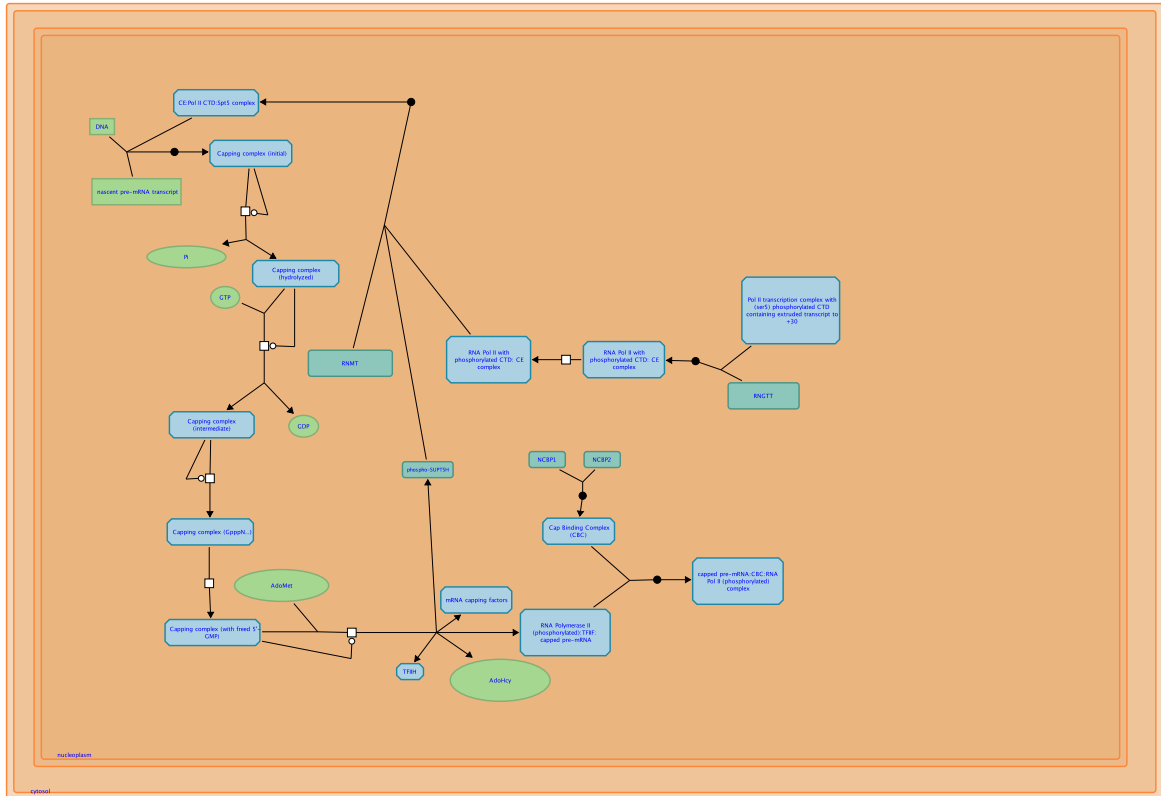 CE:Pol II CTD:Spt5 complex
DNA
Capping complex (initial)
nascent pre-mRNA transcript
Pi
Capping complex
(hydrolyzed)
GTP
Pol II transcription complex with
(ser5) phosphorylated CTD
containing extruded transcript to
+30
RNMT
RNA Pol II with
phosphorylated CTD: CE
complex
RNA Pol II with
phosphorylated CTD: CE
complex
RNGTT
Capping complex
(intermediate)
GDP
NCBP1
NCBP2
phospho-SUPT5H
Capping complex (GpppN..)
Cap Binding Complex
(CBC)
AdoMet
capped pre-mRNA:CBC:RNA
Pol II (phosphorylated)
complex
mRNA capping factors
Capping complex (with freed 5'-
GMP)
RNA Polymerase II
(phosphorylated):TFIIF:
capped pre-mRNA
TFIIH
AdoHcy
nucleoplasm
cytosol